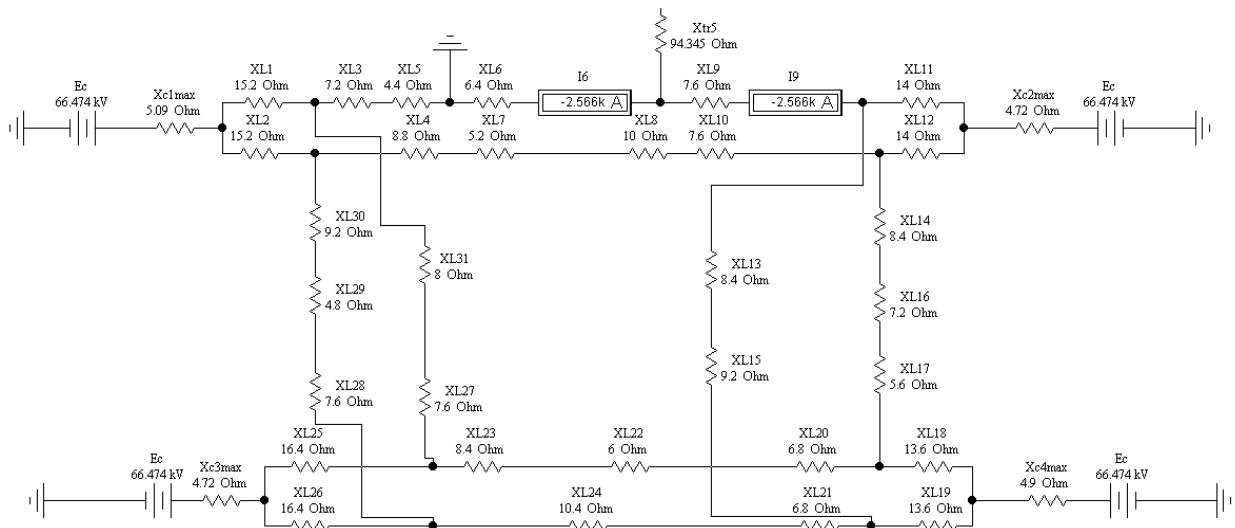 Xtr5
94.345 Ohm
Ec
66.474 kV
Xc1max
5.09 Ohm
XL1
15.2 Ohm
XL2
15.2 Ohm
XL3
7.2 Ohm
XL5
4.4 Ohm
XL6
6.4 Ohm
I6
-2.566k A
XL9
7.6 Ohm
I9
-2.566k A
XL11
14 Ohm
Xc2max
4.72 Ohm
Ec
66.474 kV
XL4
8.8 Ohm
XL7
5.2 Ohm
XL8
10 Ohm
XL10
7.6 Ohm
XL12
14 Ohm
XL30
9.2 Ohm
XL31
8 Ohm
XL13
8.4 Ohm
XL14
8.4 Ohm
XL29
4.8 Ohm
XL16
7.2 Ohm
XL28
7.6 Ohm
XL27
7.6 Ohm
XL15
9.2 Ohm
XL17
5.6 Ohm
Ec
66.474 kV
Xc3max
4.72 Ohm
XL25
16.4 Ohm
XL23
8.4 Ohm
XL22
6 Ohm
XL20
6.8 Ohm
XL18
13.6 Ohm
Xc4max
4.9 Ohm
Ec
66.474 kV
XL26
16.4 Ohm
XL24
10.4 Ohm
XL21
6.8 Ohm
XL19
13.6 Ohm